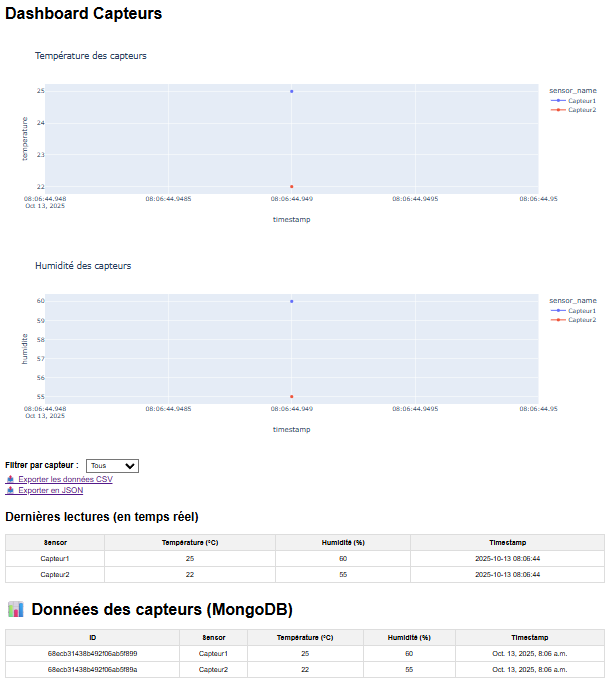 Dashboard Capteurs
Température des capteurs
25
24
23
22
temperature
08:06:44.948
Oct 13, 2025
08:06:44.9485
08:06:44.949
08:06:44.9495
08:06:44.95
timestamp
sensor_name
Capteur1
Capteur2
Humidité des capteurs
60
59
58
57
56
55
humidite
08:06:44.948
Oct 13, 2025
08:06:44.9485
08:06:44.949
08:06:44.9495
08:06:44.95
timestamp
sensor_name
Capteur1
Capteur2
Filtrer par capteur : Tous
Exporter les données CSV
Exporter en JSON
Dernières lectures (en temps réel)
Sensor Température (°C) Humidité (%) Timestamp
Capteur1 25 60 2025-10-13 08:06:44
Capteur2 22 55 2025-10-13 08:06:44
Données des capteurs (MongoDB)
ID Sensor Température (°C) Humidité (%) Timestamp
68ecb31438b492f06ab5f899 Capteur1 25 60 Oct. 13, 2025, 8:06 a.m.
68ecb31438b492f06ab5f89a Capteur2 22 55 Oct. 13, 2025, 8:06 a.m.